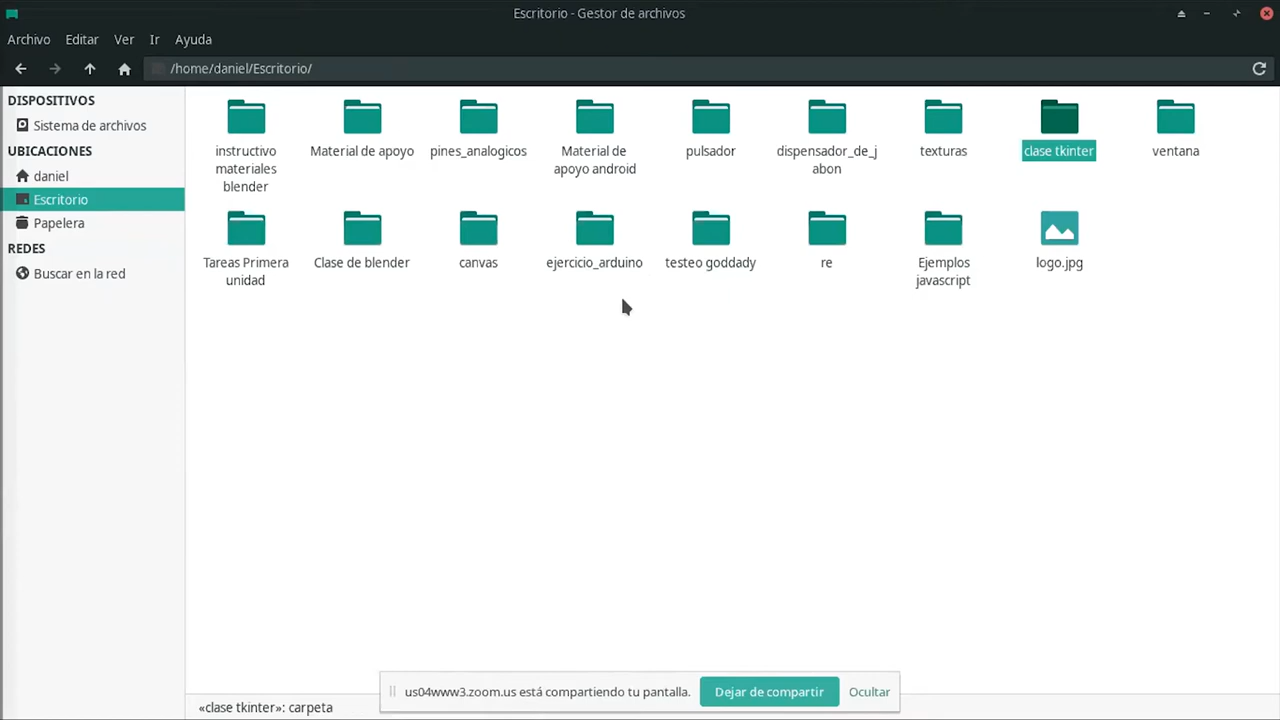 Escritorio - Gestor de archivos
Archivo Editar Ver Ir Ayuda
/home/daniel/Escritorio/
DISPOSITIVOS
Sistema de archivos
UBICACIONES
daniel
Escritorio
Papelera
REDES
Buscar en la red
instructivo
materiales
blender
Material de apoyo
pines_analogicos
Material de
apoyo android
pulsador
dispensador_de_j
abon
texturas
clase tkinter
ventana
Tareas Primera
unidad
Clase de blender
canvas
ejercicio_arduino
testeo goddady
re
Ejemplos
javascript
logo.jpg
us04www3.zoom.us está compartiendo tu pantalla.
Dejar de compartir
Ocultar
«clase tkinter»: carpeta